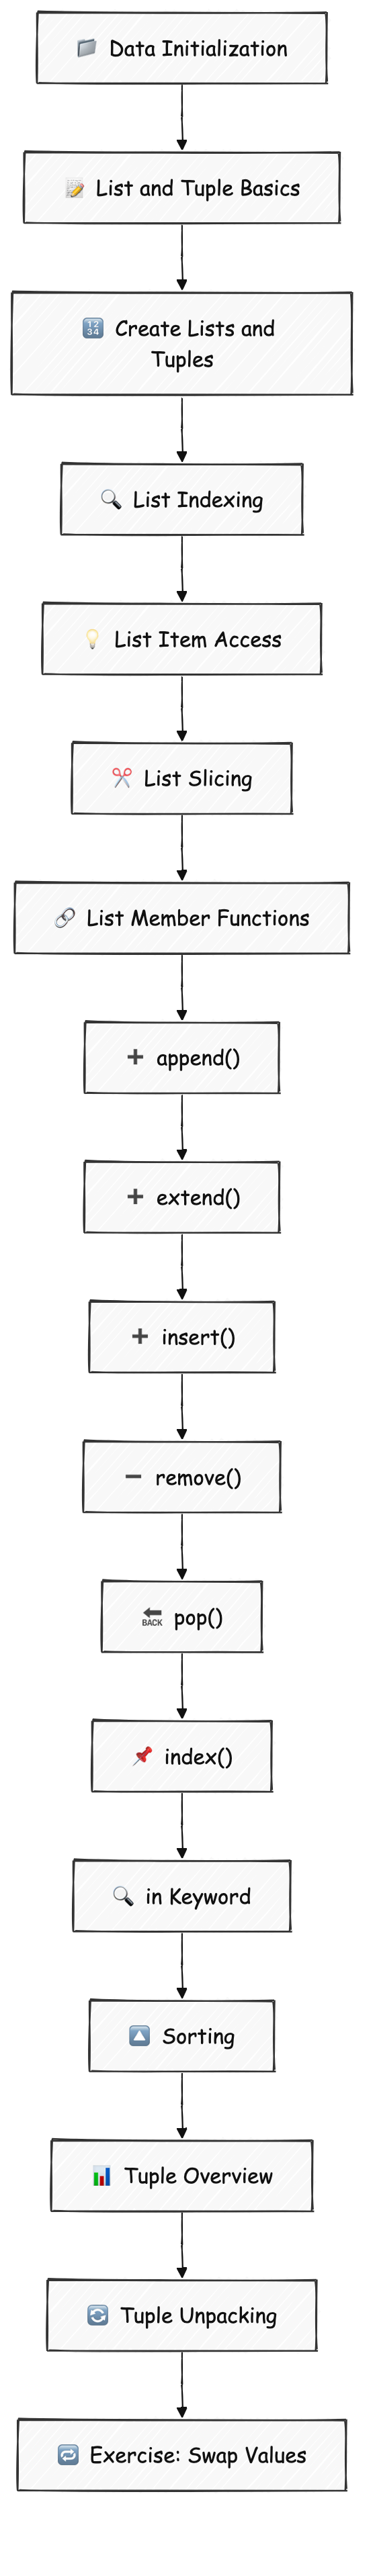 Data Initialization
List and Tuple Basics
Create Lists and
Tuples
List Indexing
List Item Access
List Slicing
List Member Functions
append()
extend()
insert()
remove()
BACK pop()
index()
in Keyword
Sorting
Tuple Overview
Tuple Unpacking
Exercise: Swap Values